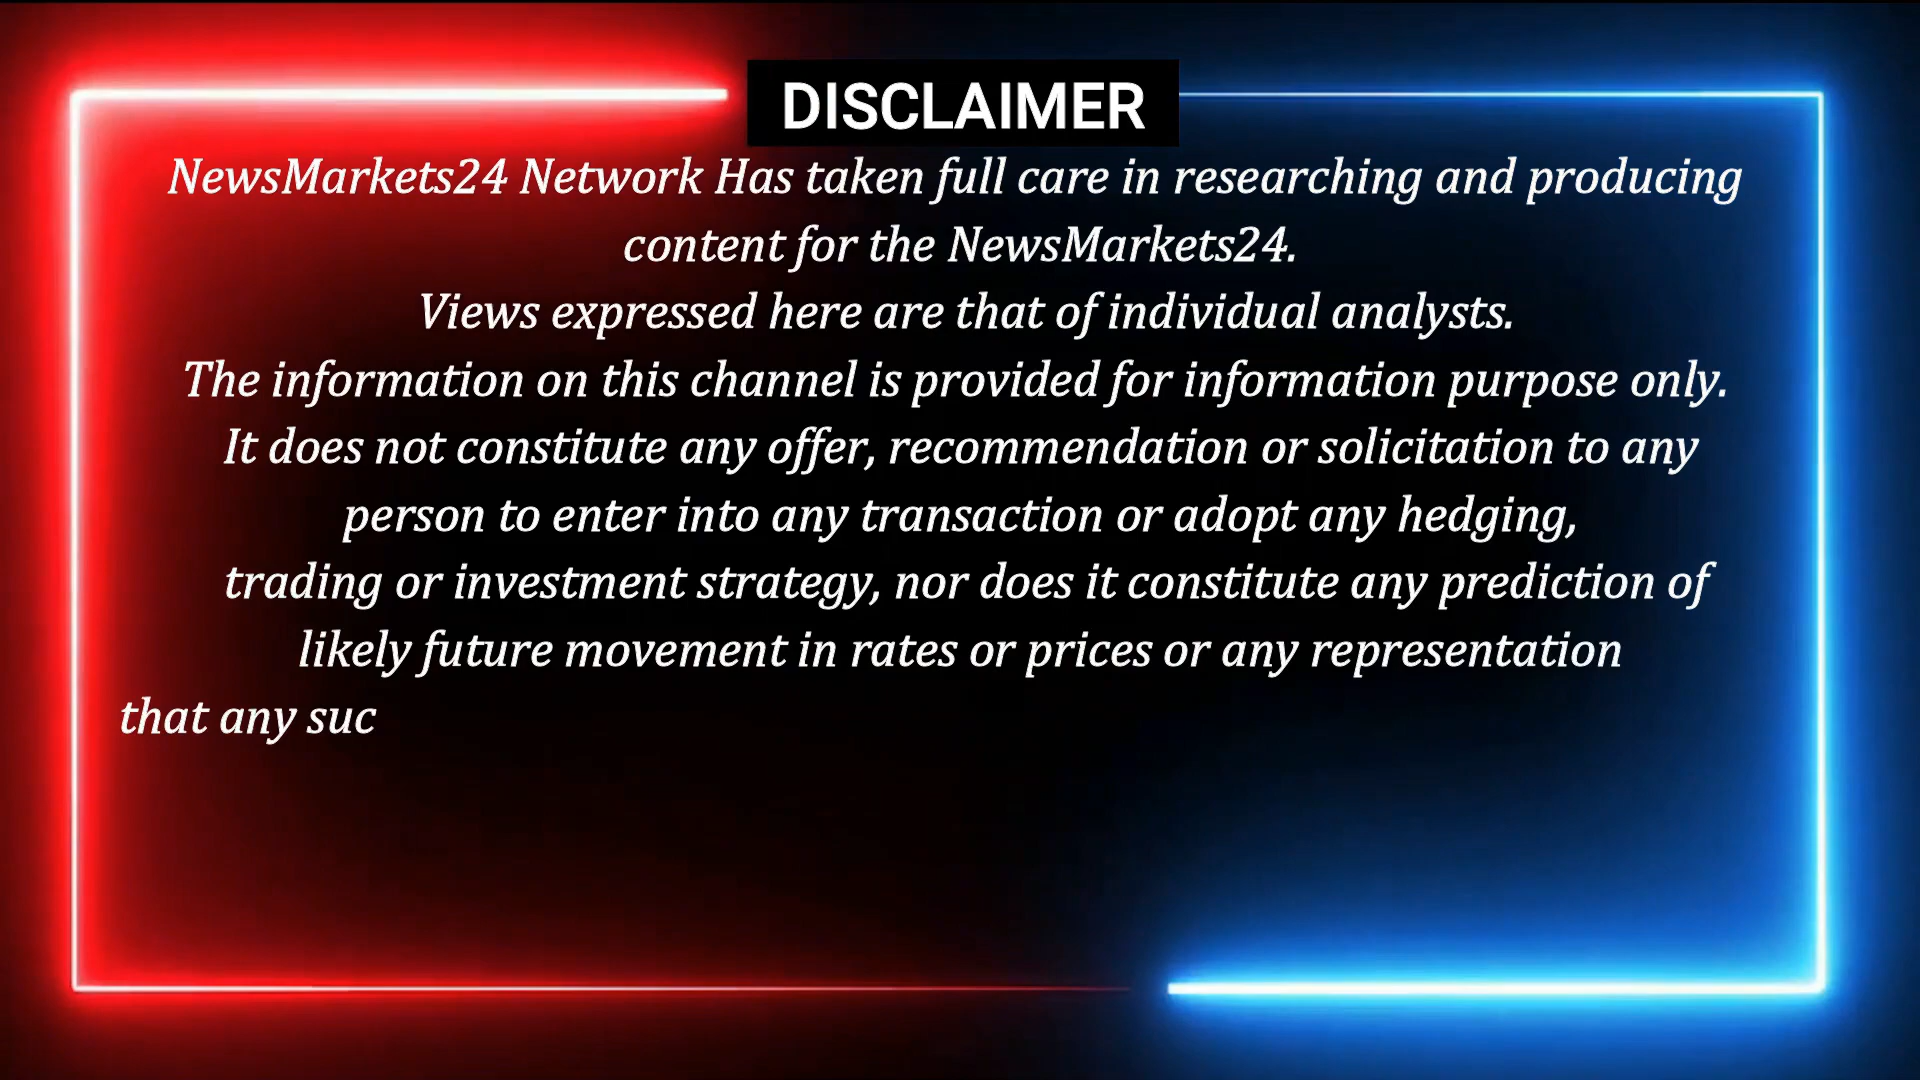 DISCLAIMER
NewsMarkets24 Network Has taken full care in researching and producing
content for the NewsMarkets24.
Views expressed here are that of individual analysts.
The information on this channel is provided for information purpose only.
It does not constitute any offer, recommendation or solicitation to any
person to enter into any transaction or adopt any hedging,
trading or investment strategy, nor does it constitute any prediction of
likely future movement in rates or prices or any representation
that any suc